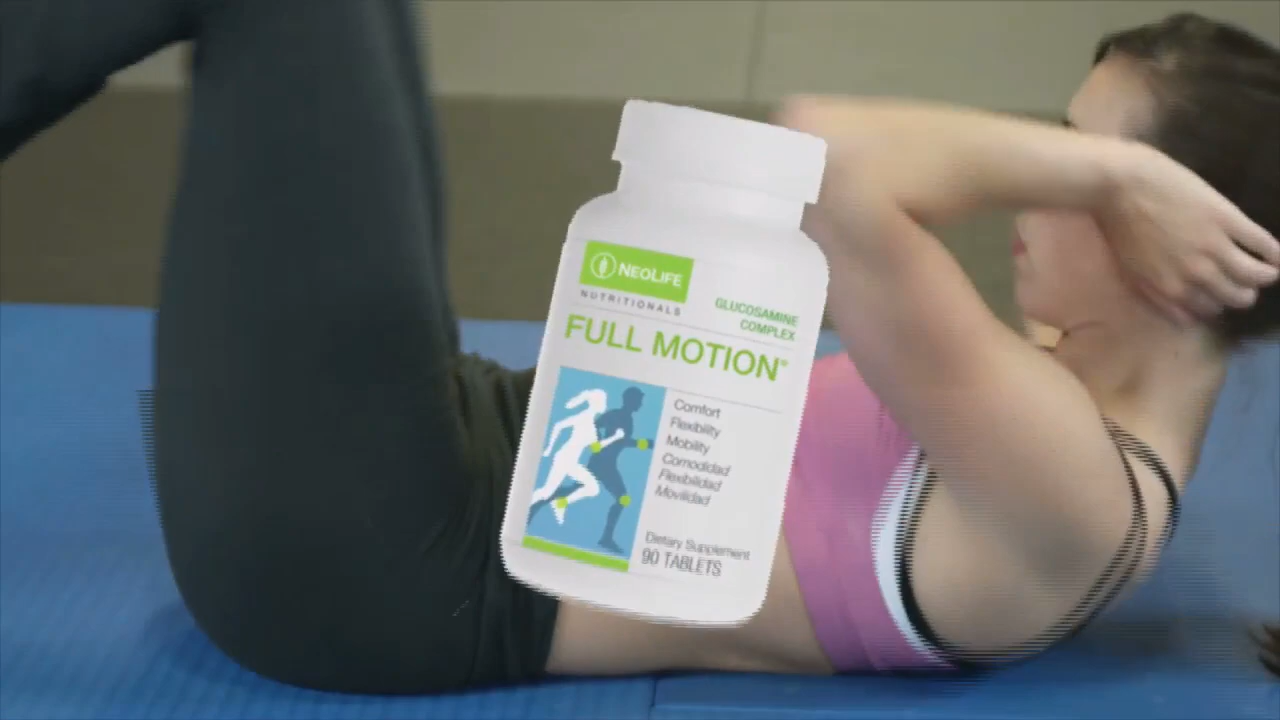 NEOLIFE
NUTRITIONALS
GLUCOSAMINE
COMPLEX
FULL MOTION®
Comfort
Flexibility
Mobility
Comodidad
Flexibilidad
Movilidad
Dietary Supplement
90 TABLETS